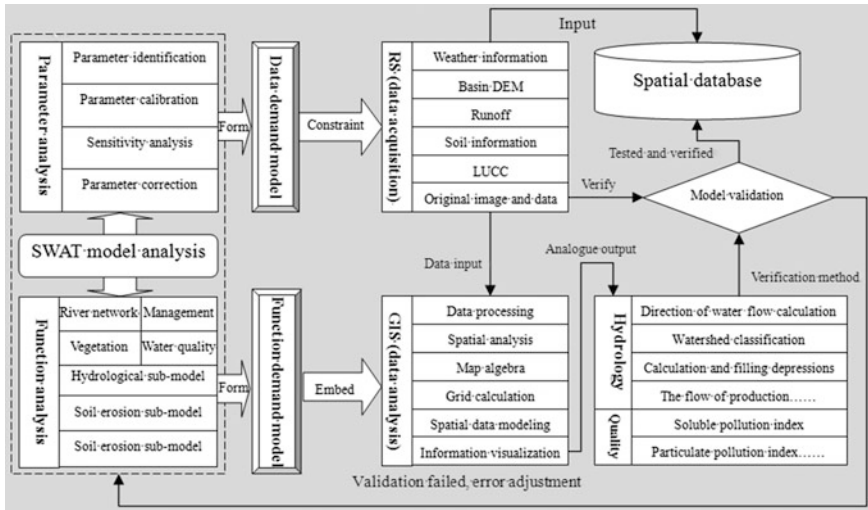 Parameter analysis
Parameter identification
Parameter calibration
Sensitivity analysis
Parameter correction
SWAT model analysis
Function analysis
River network
Management
Vegetation
Water quality
Hydrological sub-model
Soil erosion sub-model
Soil erosion sub-model
Form
Form
Data demand model
Function demand model
Constraint
Embed
RS (data acquisition)
Weather information
Basin DEM
Runoff
Soil information
LUCC
Original image and data
Input
Spatial database
Tested and verified
Verify
Model validation
Data input
Analogue output
Verification method
GIS (data analysis)
Data processing
Spatial analysis
Map algebra
Grid calculation
Spatial data modeling
Information visualization
Hydrology
Direction of water flow calculation
Watershed classification
Calculation and filling depressions
The flow of production……
Quality
Soluble pollution index
Particulate pollution index……
Validation failed, error adjustment